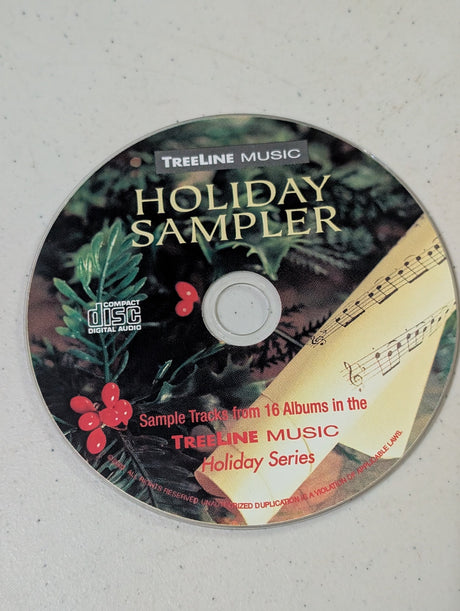 TREELINE MUSIC
HOLIDAY
SAMPLER
COMPACT
disc
DIGITAL AUDIO
Sample Tracks from 16 Albums in the
TREELINE MUSIC
Holiday Series
ALL RIGHTS RESERVED. UNAUTHORIZED DUPLICATION IS A VIOLATION OF APPLICABLE LAWS.